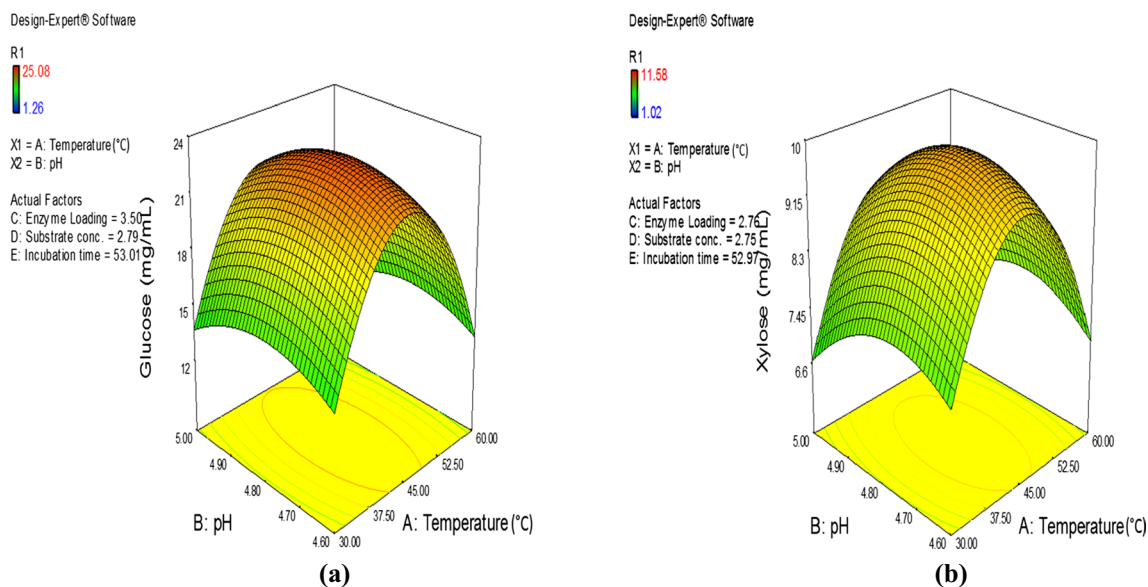 Design-Expert® Software
R1
25.08
1.26
X1 = A: Temperature (°C)
X2 = B: pH
Actual Factors
C: Enzyme Loading = 3.50
D: Substrate conc. = 2.79
E: Incubation time = 53.01
24
21
18
15
12
Glucose (mg/mL)
5.00
4.90
4.80
4.70
4.60
30.00
37.50
45.00
52.50
60.00
B: pH
A: Temperature (°C)
(a)
Design-Expert® Software
R1
11.58
1.02
X1 = A: Temperature (°C)
X2 = B: pH
Actual Factors
C: Enzyme Loading = 2.76
D: Substrate conc. = 2.75
E: Incubation time = 52.97
10
9.15
8.3
7.45
6.6
Xylose (mg/mL)
5.00
4.90
4.80
4.70
4.60
30.00
37.50
45.00
52.50
60.00
B: pH
A: Temperature (°C)
(b)